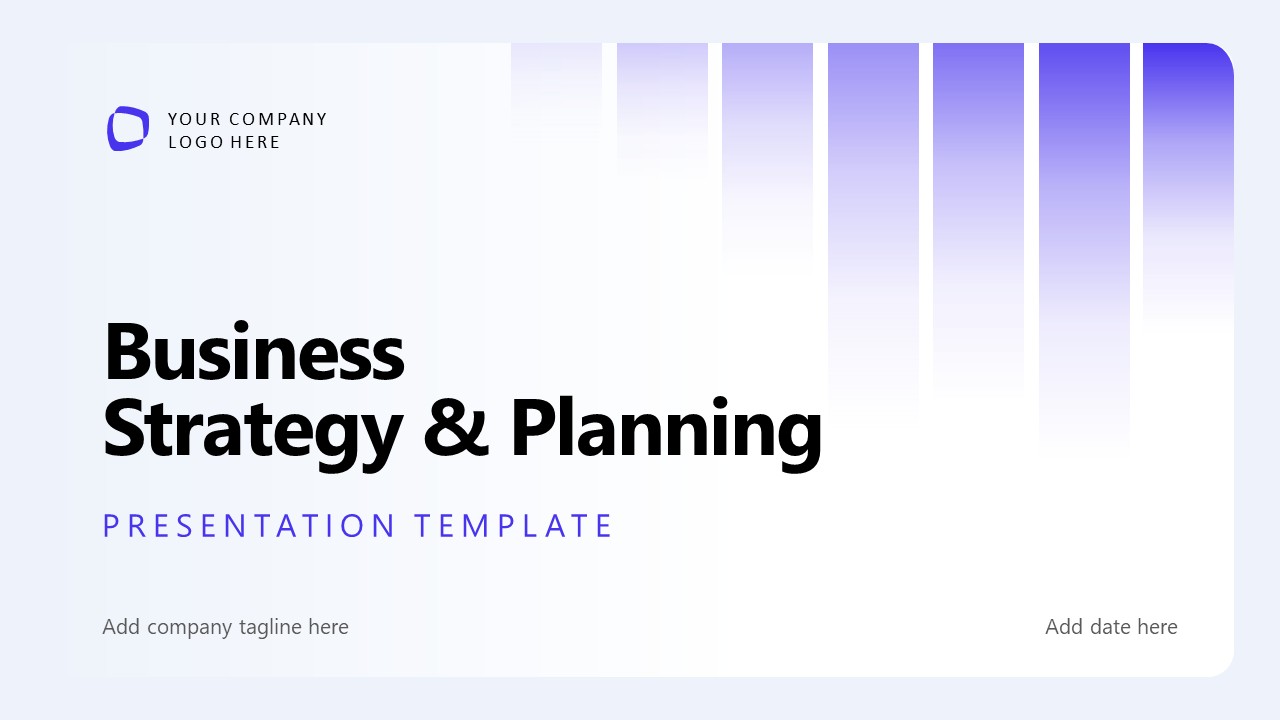 YOUR COMPANY
LOGO HERE
Business
Strategy & Planning
PRESENTATION TEMPLATE
Add company tagline here
Add date here